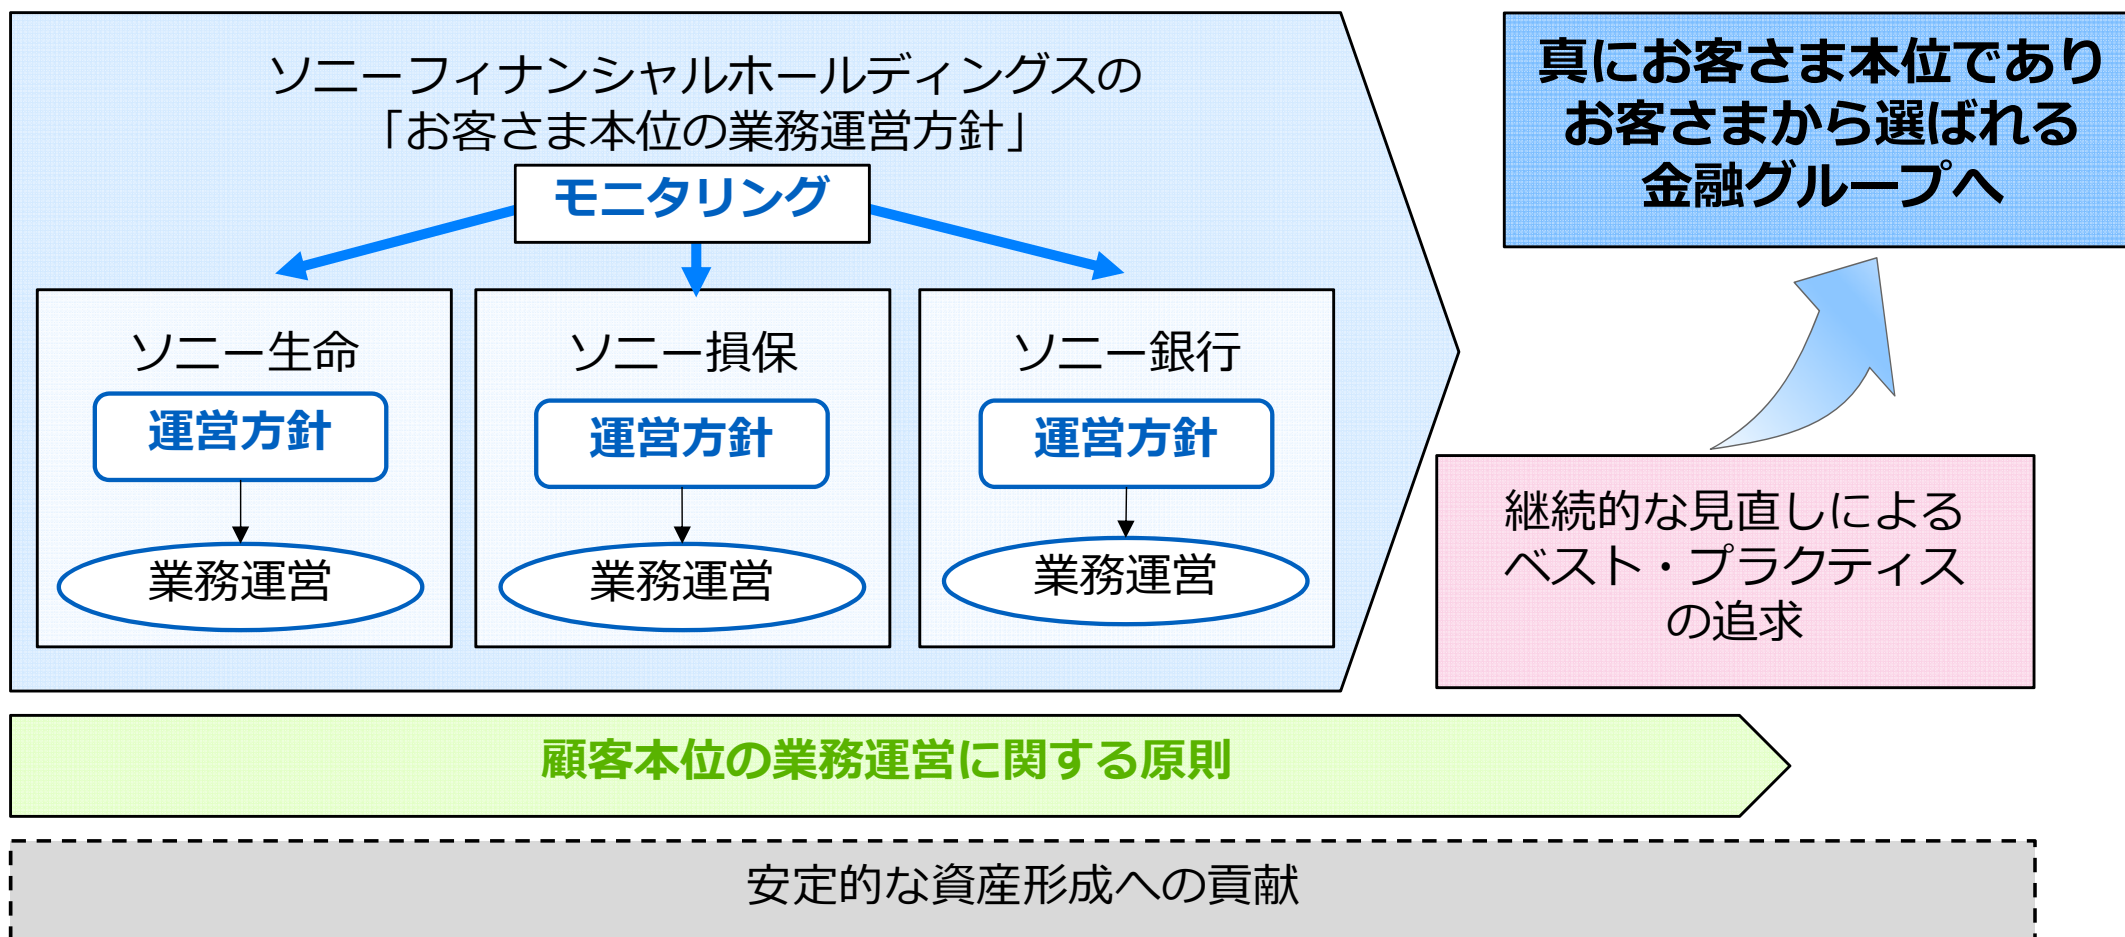 ソニーフィナンシャルホールディングスの
「お客さま本位の業務運営方針」
モニタリング
ソニー生命
運営方針
業務運営
ソニー損保
運営方針
業務運営
ソニー銀行
運営方針
業務運営
真にお客さま本位であり
お客さまから選ばれる
金融グループへ
継続的な見直しによる
ベスト・プラクティス
の追求
顧客本位の業務運営に関する原則
安定的な資産形成への貢献